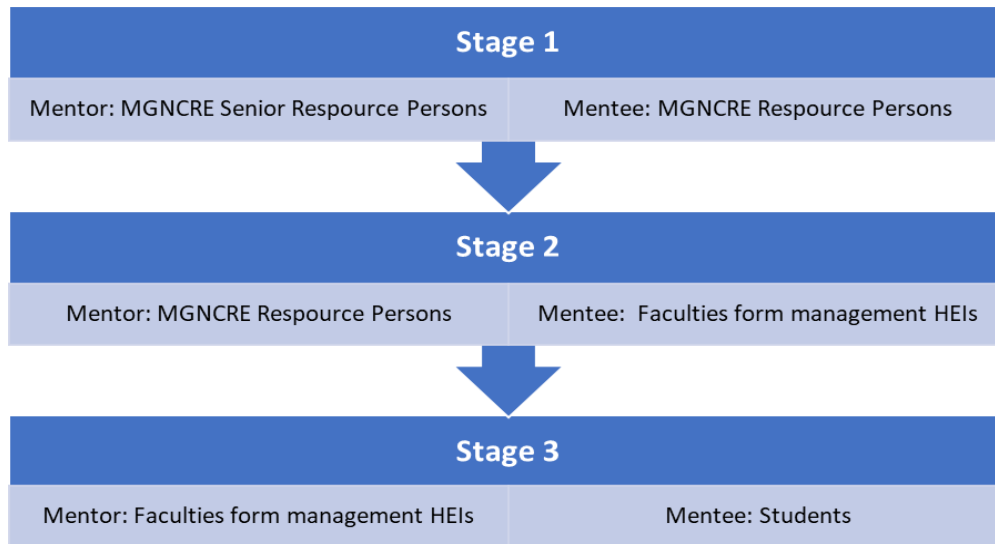 Stage 1
Mentor: MGNCRE Senior Respource Persons
Mentee: MGNCRE Respource Persons
Stage 2
Mentor: MGNCRE Respource Persons
Mentee:  Faculties form management HEIs
Stage 3
Mentor: Faculties form management HEIs
Mentee: Students